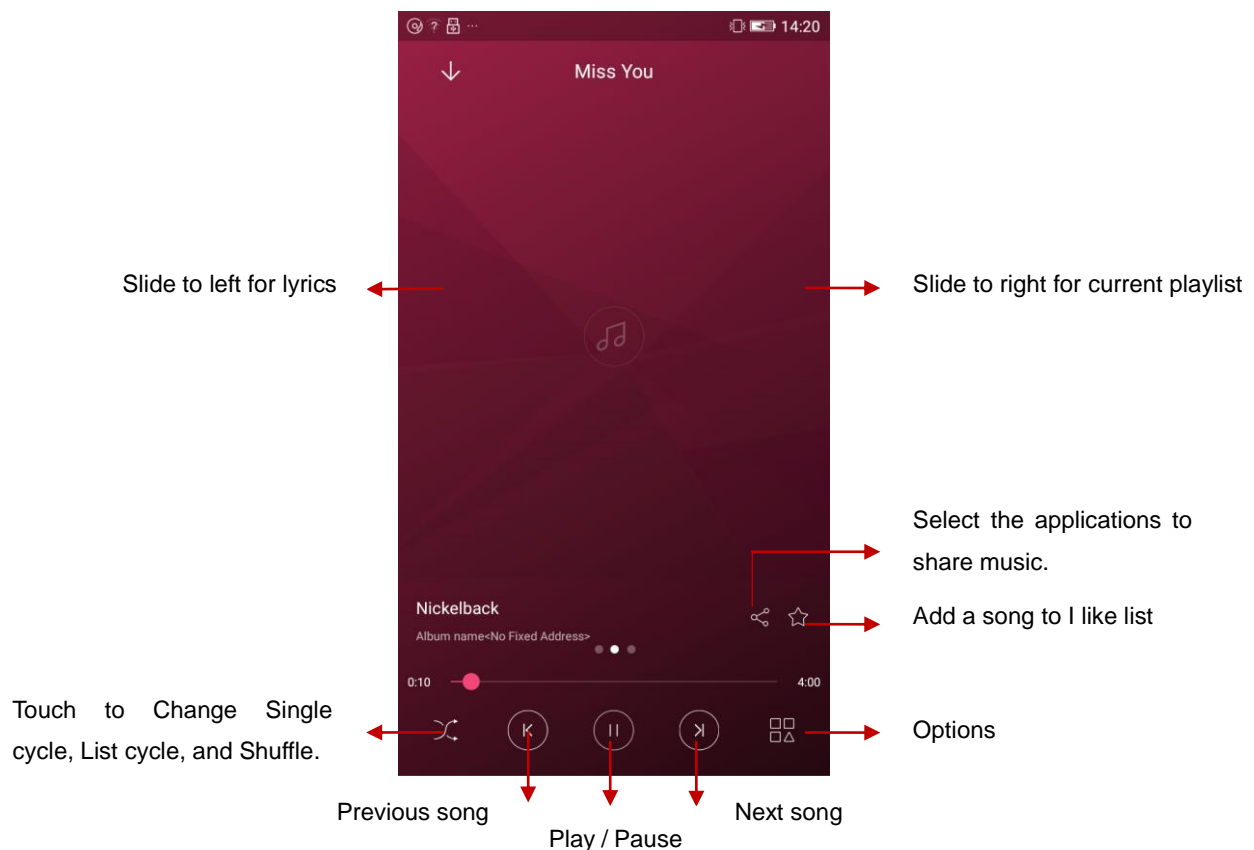 14:20
Miss You
Slide to left for lyrics
Slide to right for current playlist
Select the applications to
share music.
Nickelback
Add a song to I like list
Album name<No Fixed Address>
0:10
4:00
Touch to Change Single
cycle, List cycle, and Shuffle.
Options
Previous song
Next song
Play / Pause